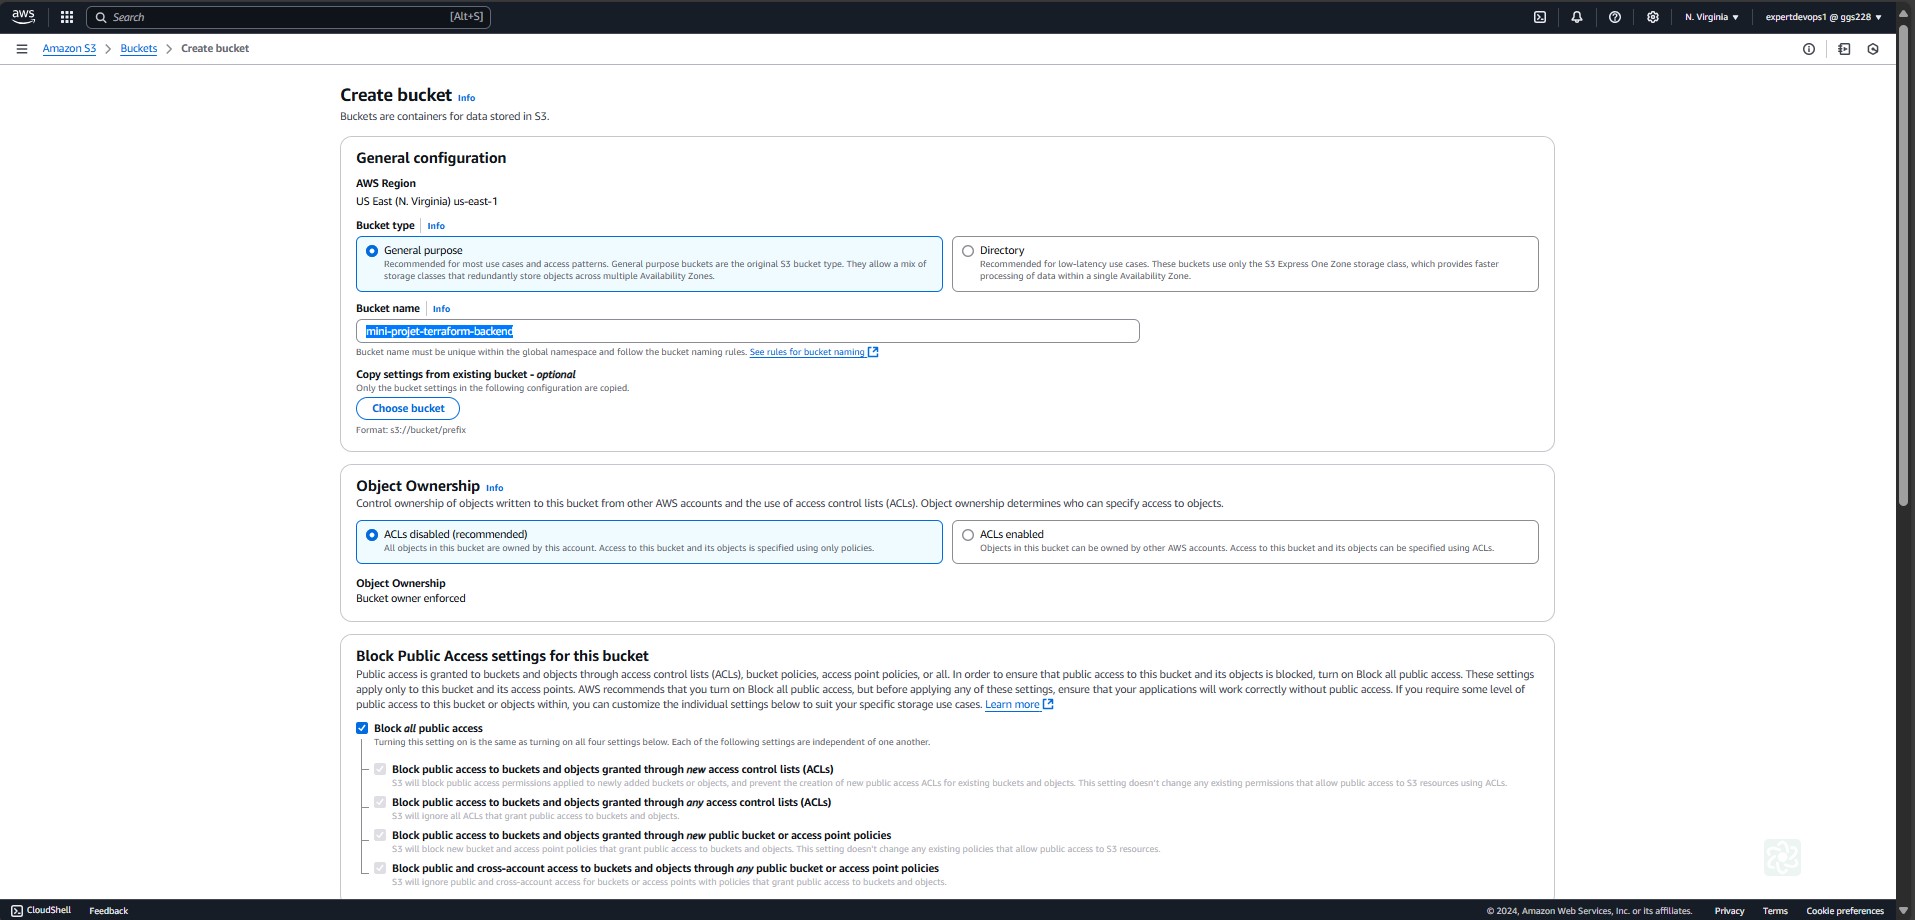 aws
Search [Alt+S]
N. Virginia ▼ expertdevops1 @ ggs228 ▼
Amazon S3 > Buckets > Create bucket
Create bucket Info
Buckets are containers for data stored in S3.
General configuration
AWS Region
US East (N. Virginia) us-east-1
Bucket type Info
General purpose
Recommended for most use cases and access patterns. General purpose buckets are the original S3 bucket type. They allow a mix of
storage classes that redundantly store objects across multiple Availability Zones.
Directory
Recommended for low-latency use cases. These buckets use only the S3 Express One Zone storage class, which provides faster
processing of data within a single Availability Zone.
Bucket name Info
mini-projet-terraform-backend
Bucket name must be unique within the global namespace and follow the bucket naming rules. See rules for bucket naming
Copy settings from existing bucket - optional
Only the bucket settings in the following configuration are copied.
Choose bucket
Format: s3://bucket/prefix
Object Ownership Info
Control ownership of objects written to this bucket from other AWS accounts and the use of access control lists (ACLs). Object ownership determines who can specify access to objects.
ACLs disabled (recommended)
All objects in this bucket are owned by this account. Access to this bucket and its objects is specified using only policies.
ACLs enabled
Objects in this bucket can be owned by other AWS accounts. Access to this bucket and its objects can be specified using ACLs.
Object Ownership
Bucket owner enforced
Block Public Access settings for this bucket
Public access is granted to buckets and objects through access control lists (ACLs), bucket policies, access point policies, or all. In order to ensure that public access to this bucket and its objects is blocked, turn on Block all public access. These settings
apply only to this bucket and its access points. AWS recommends that you turn on Block all public access, but before applying any of these settings, ensure that your applications will work correctly without public access. If you require some level of
public access to this bucket or objects within, you can customize the individual settings below to suit your specific storage use cases. Learn more
Block all public access
Turning this setting on is the same as turning on all four settings below. Each of the following settings are independent of one another.
Block public access to buckets and objects granted through new access control lists (ACLs)
S3 will block public access permissions applied to newly added buckets or objects, and prevent the creation of new public access ACLs for existing buckets and objects. This setting doesn't change any existing permissions that allow public access to S3 resources using ACLs.
Block public access to buckets and objects granted through any access control lists (ACLs)
S3 will ignore all ACLs that grant public access to buckets and objects.
Block public access to buckets and objects granted through new public bucket or access point policies
S3 will block new bucket and access point policies that grant public access to buckets and objects. This setting doesn't change any existing policies that allow public access to S3 resources.
Block public and cross-account access to buckets and objects through any public bucket or access point policies
S3 will ignore public and cross-account access for buckets or access points with policies that grant public access to buckets and objects.
CloudShell Feedback © 2024, Amazon Web Services, Inc. or its affiliates. Privacy Terms Cookie preferences